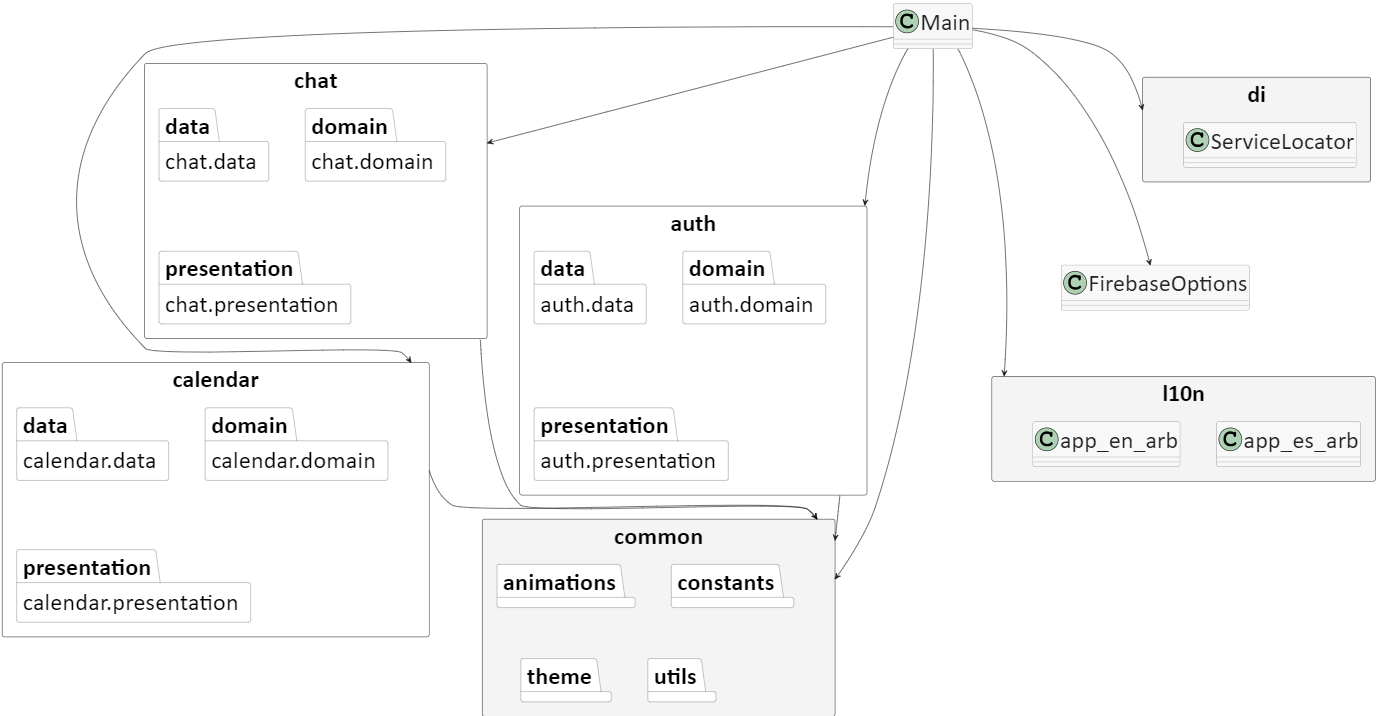 C Main
chat
data
chat.data
domain
chat.domain
presentation
chat.presentation
di
C ServiceLocator
auth
data
auth.data
domain
auth.domain
presentation
auth.presentation
C FirebaseOptions
calendar
data
calendar.data
domain
calendar.domain
presentation
calendar.presentation
l10n
C app_en_arb
C app_es_arb
common
animations
constants
theme
utils